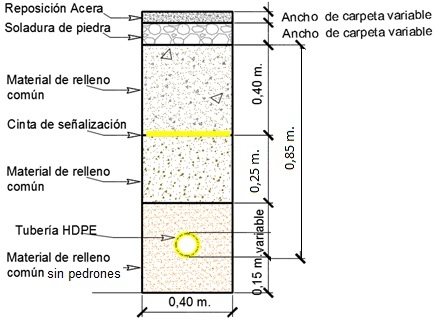 Reposición Acera
Soladura de piedra
Ancho de carpeta variable
Ancho de carpeta variable
Material de relleno
común
0,40 m.
Cinta de señalización
0,85 m.
Material de relleno
común
0,25 m.
Tubería HDPE
variable
Material de relleno
común sin pedrones
0,15 m.
0,40 m.